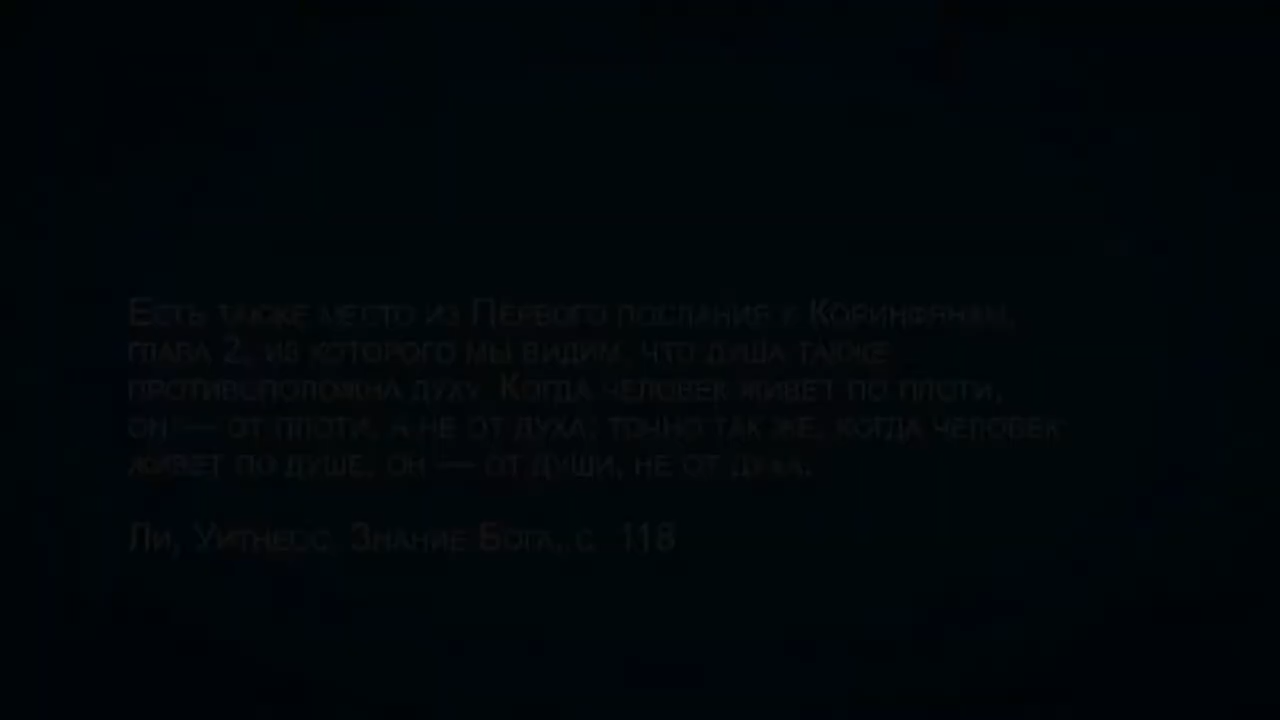 Есть также место из Первого послание к Коринфянам,
глава 2, из которого мы видим, что душа также
противоположна духу. Когда человек живет по плоти,
он — от плоти, а не от духа; точно так же, когда человек
живет по душе, он — от души, не от духа.
Ли, Уитнесс. Знание Бога, с. 118